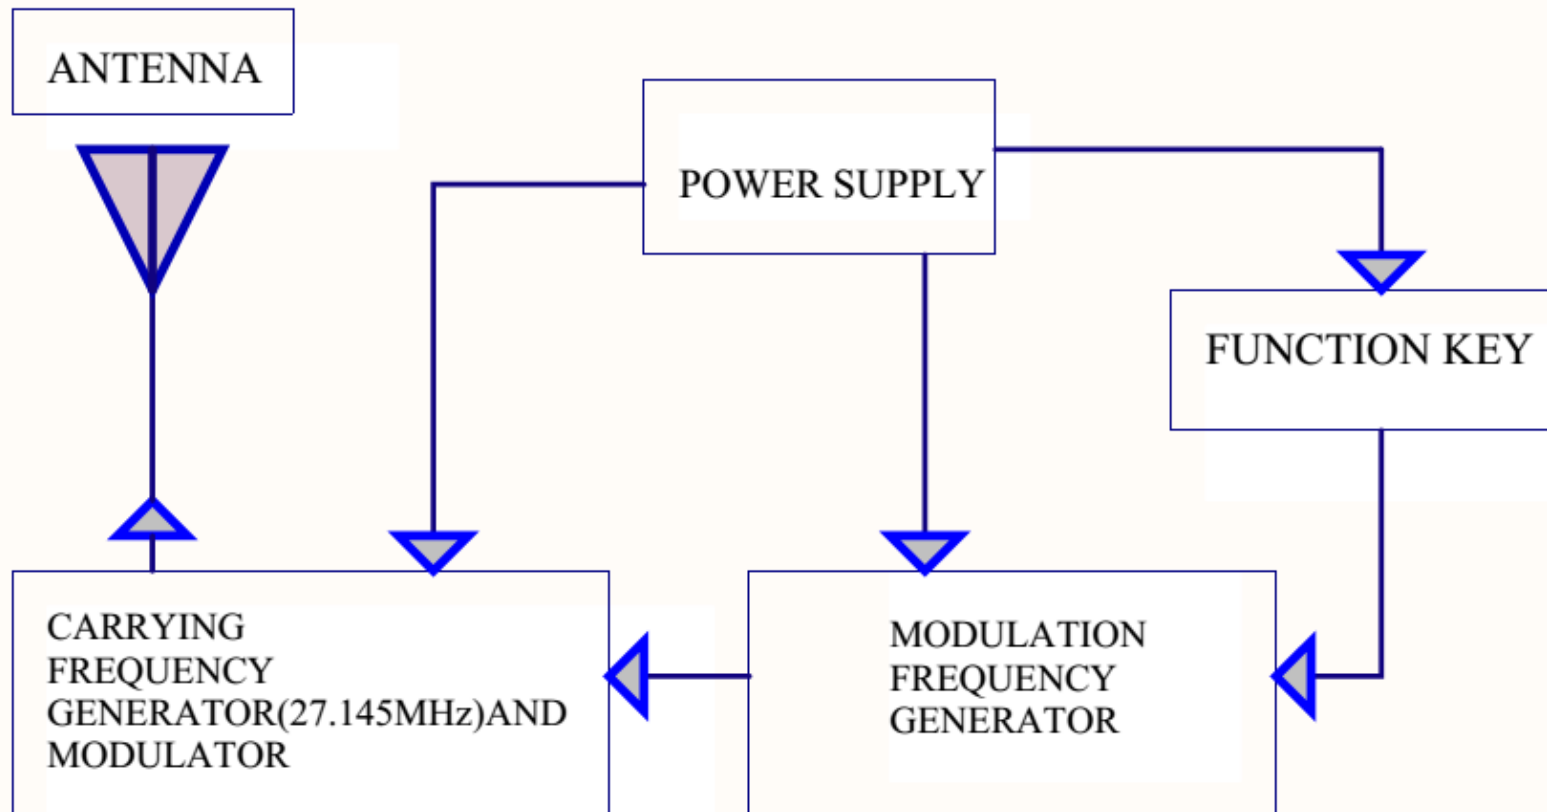 ANTENNA
POWER SUPPLY
FUNCTION KEY
CARRYING
FREQUENCY
GENERATOR(27.145MHz)AND
MODULATOR
MODULATION
FREQUENCY
GENERATOR